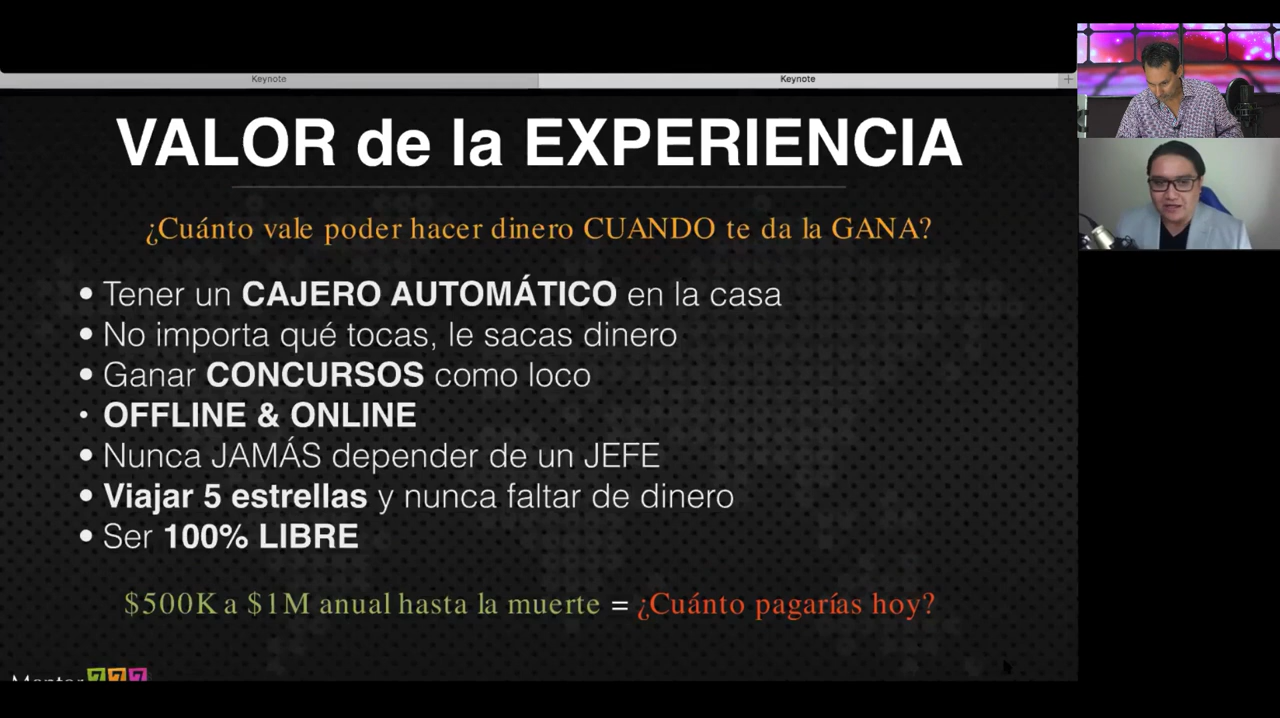 Keynote
Keynote
VALOR de la EXPERIENCIA
¿Cuánto vale poder hacer dinero CUANDO te da la GANA?
• Tener un CAJERO AUTOMÁTICO en la casa
• No importa qué tocas, le sacas dinero
• Ganar CONCURSOS como loco
• OFFLINE & ONLINE
• Nunca JAMÁS depender de un JEFE
• Viajar 5 estrellas y nunca faltar de dinero
• Ser 100% LIBRE
$500K a $1M anual hasta la muerte = ¿Cuánto pagarías hoy?
Mentor 777